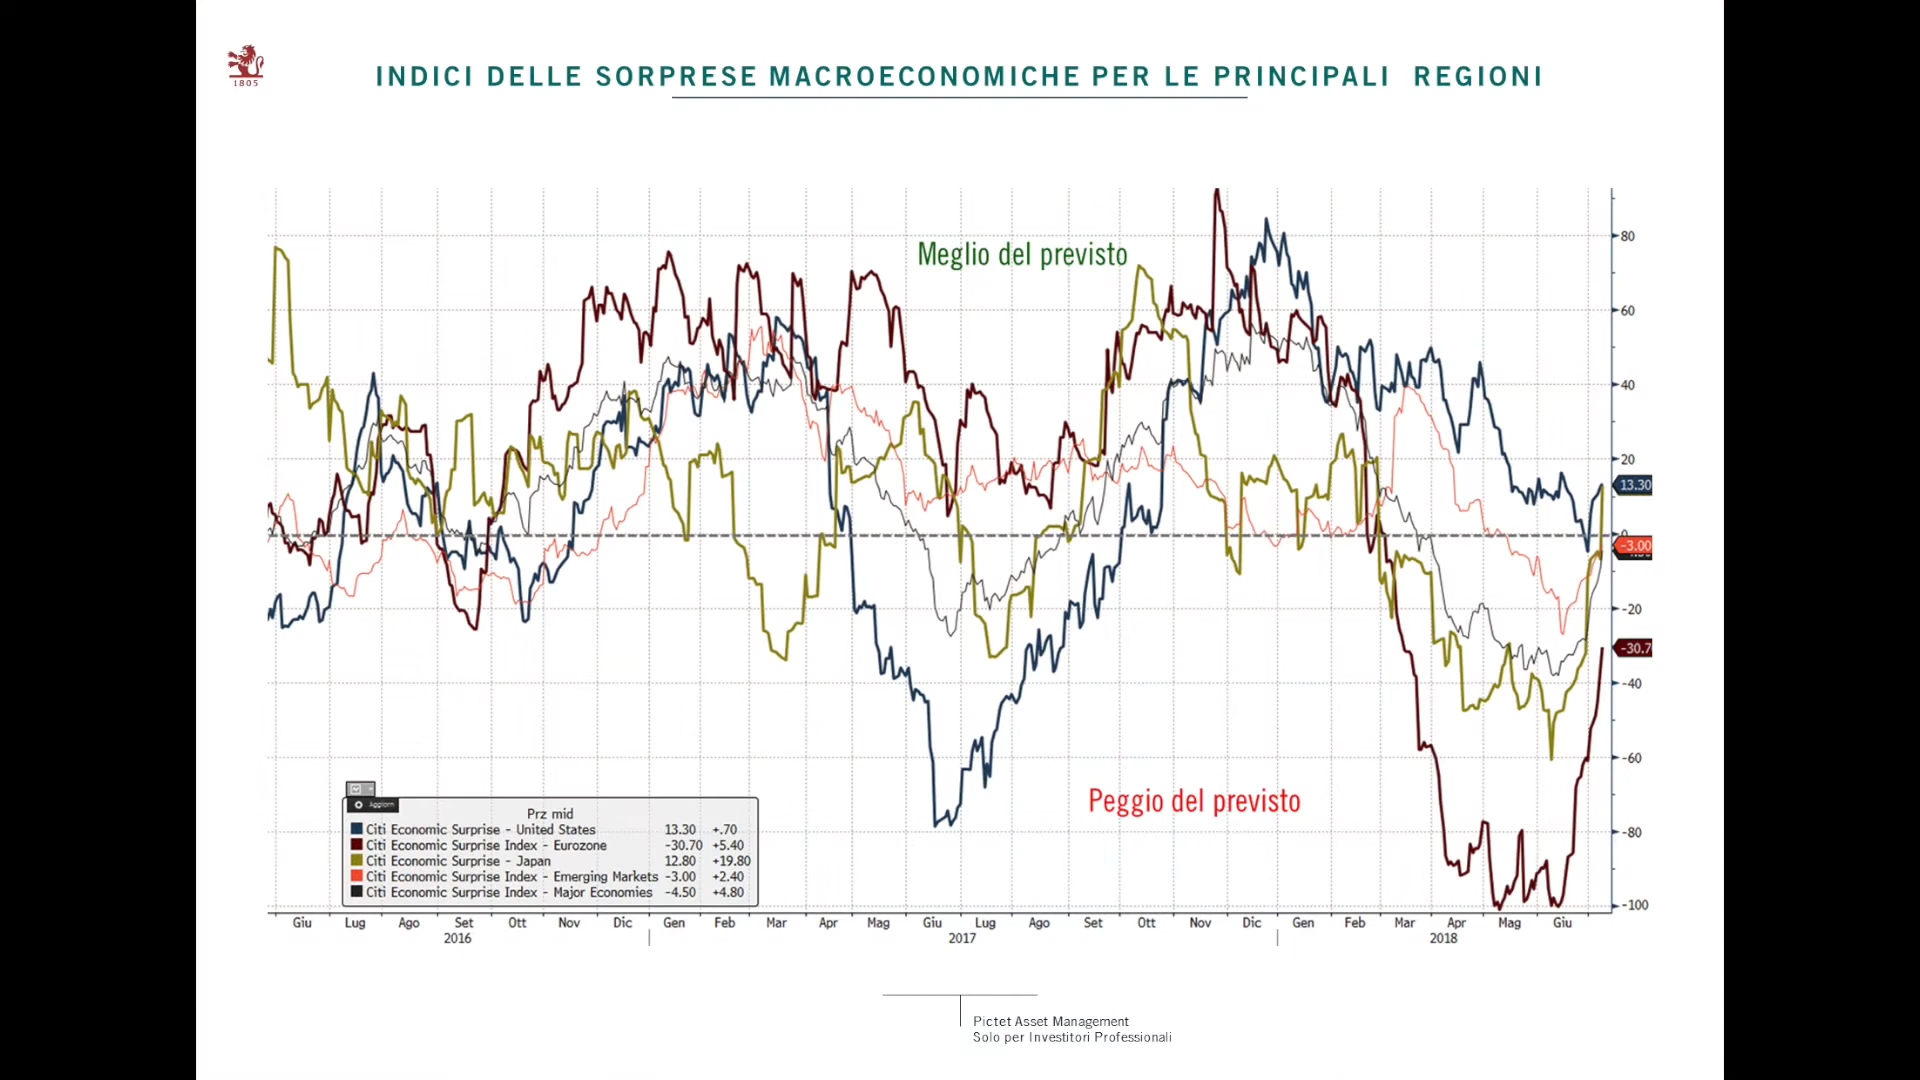 1805
INDICI DELLE SORPRESE MACROECONOMICHE PER LE PRINCIPALI REGIONI
Meglio del previsto
Peggio del previsto
80
60
40
20
13.30
0
-3.00
-20
-30.7
-40
-60
-80
-100
Aggiorn
Prz mid
Citi Economic Surprise - United States 13.30 +.70
Citi Economic Surprise Index - Eurozone -30.70 +5.40
Citi Economic Surprise - Japan 12.80 +19.80
Citi Economic Surprise Index - Emerging Markets -3.00 +2.40
Citi Economic Surprise Index - Major Economies -4.50 +4.80
Giu Lug Ago Set Ott Nov Dic Gen Feb Mar Apr Mag Giu Lug Ago Set Ott Nov Dic Gen Feb Mar Apr Mag Giu
2016 2017 2018
Pictet Asset Management
Solo per Investitori Professionali